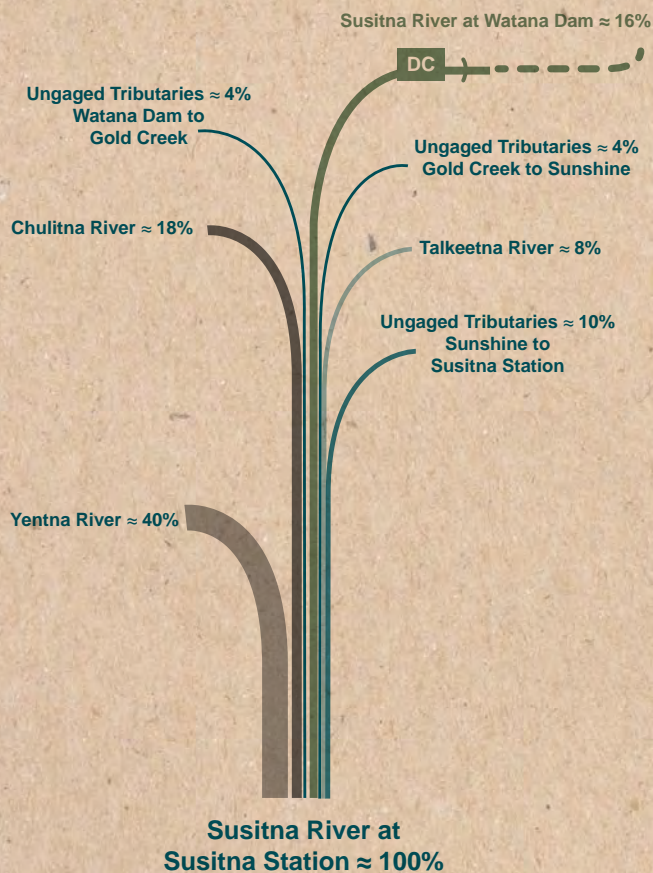 Susitna River at Watana Dam ≈ 16%
DC
Ungaged Tributaries ≈ 4%
Watana Dam to
Gold Creek
Ungaged Tributaries ≈ 4%
Gold Creek to Sunshine
Chulitna River ≈ 18%
Talkeetna River ≈ 8%
Ungaged Tributaries ≈ 10%
Sunshine to
Susitna Station
Yentna River ≈ 40%
Susitna River at
Susitna Station ≈ 100%